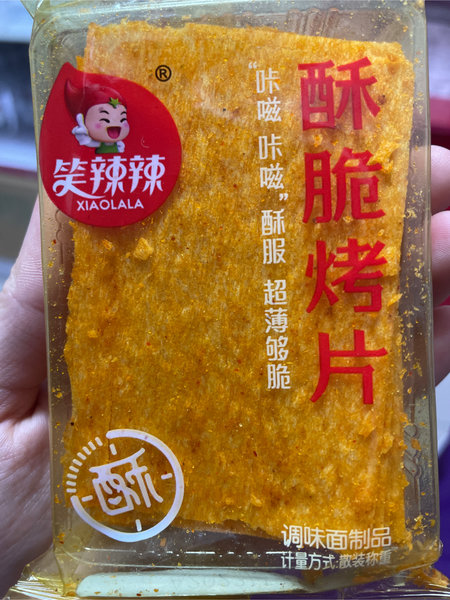 ®
笑辣辣
XIAOLALA
酥脆烤片
“咔嗞 咔嗞”酥服 超薄够脆
酥
调味面制品
计量方式:散装称重